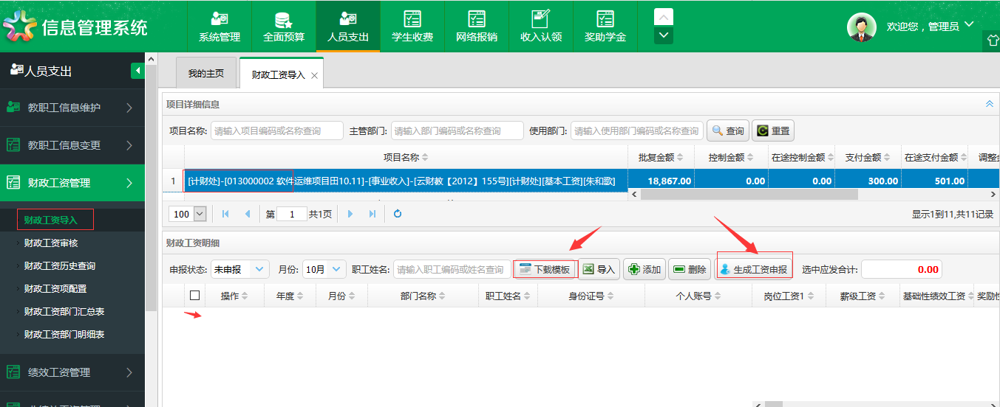 信息管理系统
系统管理 全面预算 人员支出 学生收费 网络报销 收入认领 奖助学金
欢迎您，管理员
人员支出
教职工信息维护
教职工信息变更
财政工资管理
财政工资导入
财政工资审核
财政工资历史查询
财政工资项配置
财政工资部门汇总表
财政工资部门明细表
绩效工资管理
我的主页 财政工资导入
项目详细信息
项目名称: 请输入项目编码或名称查询 主管部门: 请输入部门编码或名称查询 使用部门: 请输入使用部门编码或名称查询 查询 重置
项目名称 批复金额 控制金额 在途控制金额 支付金额 在途支付金额 调整金
1 [计财处]-[013000002 软件运维项目田10.11]-[事业收入]-[云财教【2012】155号][计财处][基本工资][朱和歌] 18,867.00 0.00 0.00 300.00 501.00
100 第 1 共1页 显示1到11,共11记录
财政工资明细
申报状态: 未申报 月份: 10月 职工姓名: 请输入职工编码或姓名查询 下载模板 导入 添加 删除 生成工资申报 选中应发合计: 0.00
操作 年度 月份 部门名称 职工姓名 身份证号 个人账号 岗位工资1 薪级工资 基础性绩效工资 奖励性